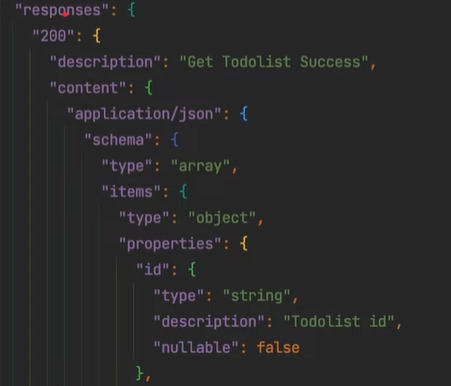 "responses": {
"200": {
"description": "Get Todolist Success",
"content": {
"application/json": {
"schema": {
"type": "array",
"items": {
"type": "object",
"properties": {
"id": {
"type": "string",
"description": "Todolist id",
"nullable": false
},